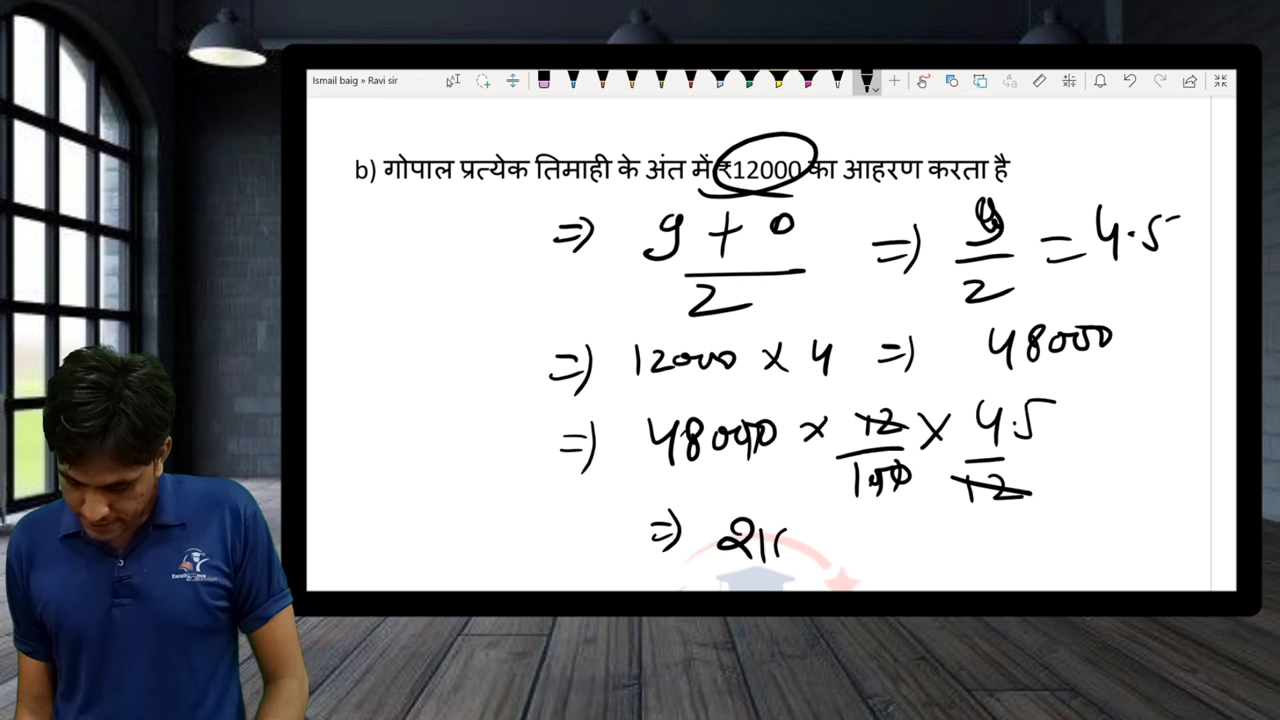 Ismail baig » Ravi sir
b) गोपाल प्रत्येक तिमाही के अंत में ₹12000 का आहरण करता है
=> 9 + 0 / 2 => 9 / 2 = 4.5
=> 12000 x 4 => 48000
=> 48000 x 12 / 100 x 4.5 / 12
=> 21